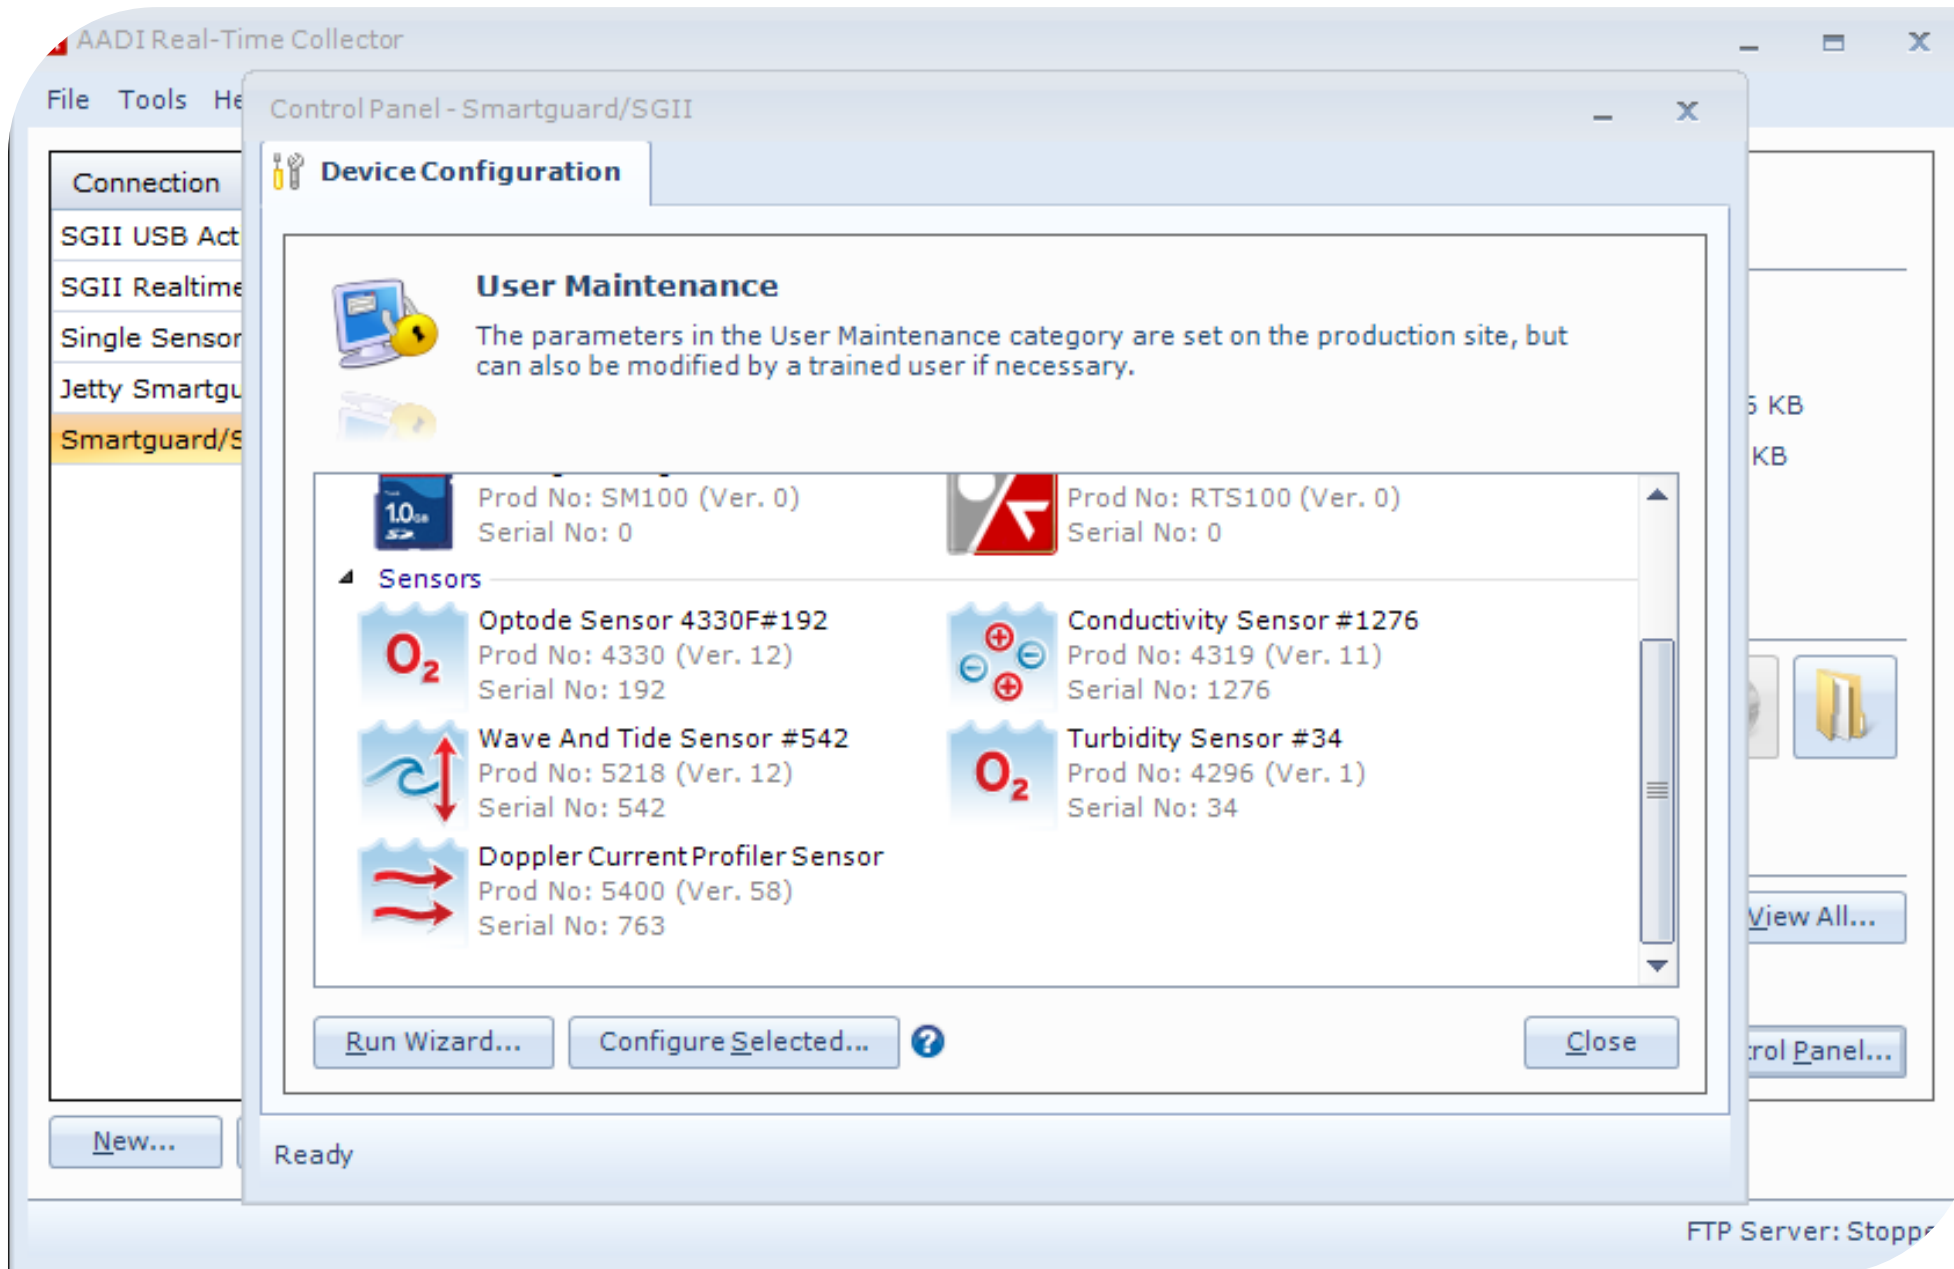 AADI Real-Time Collector
File Tools
Control Panel - Smartguard/SGII
Connection
Device Configuration
SGII USB
SGII Realtime
Single Sensor
Jetty
User Maintenance
The parameters in the User Maintenance category are set on the production site, but
can also be modified by a trained user if necessary.
KB
KB
1.0 GB
Prod No: SM100 (Ver. 0)
Serial No: 0
Prod No: RTS100 (Ver. 0)
Serial No: 0
Sensors
O2
Optode Sensor 4330F#192
Prod No: 4330 (Ver. 12)
Serial No: 192
Conductivity Sensor #1276
Prod No: 4319 (Ver. 11)
Serial No: 1276
Wave And Tide Sensor #542
Prod No: 5218 (Ver. 12)
Serial No: 542
O2
Turbidity Sensor #34
Prod No: 4296 (Ver. 1)
Serial No: 34
Doppler Current Profiler Sensor
Prod No: 5400 (Ver. 58)
Serial No: 763
View All...
Run Wizard...
Configure Selected...
Close
Panel...
New...
Ready
FTP Server: